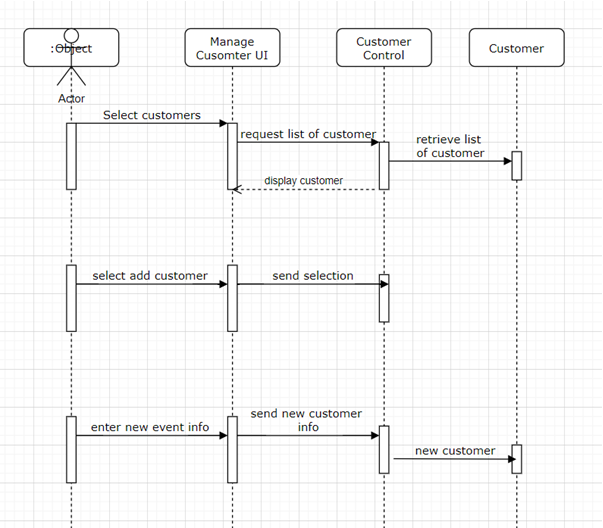 :Object
Manage
Cusomter UI
Customer
Control
Customer
Actor
Select customers
request list of customer
retrieve list
of customer
display customer
select add customer
send selection
enter new event info
send new customer
info
new customer